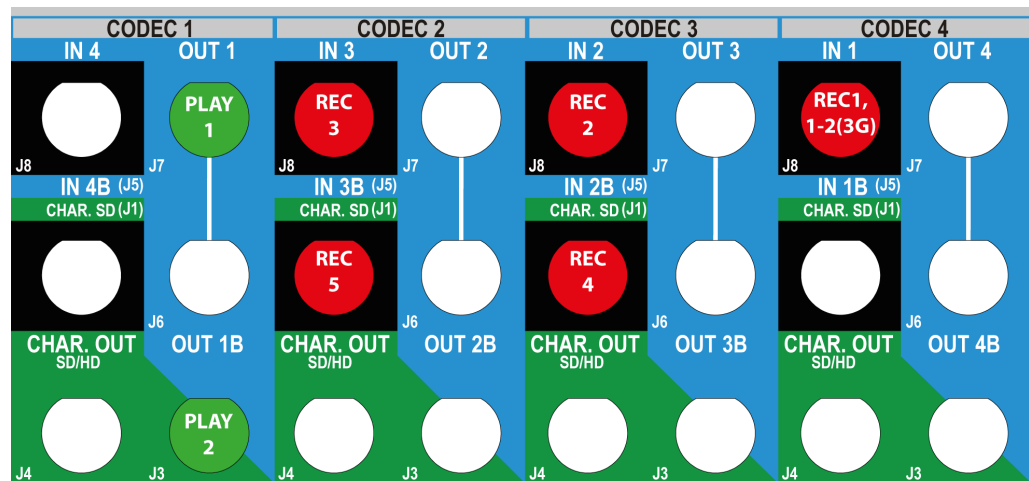 CODEC 1 CODEC 2 CODEC 3 CODEC 4
IN 4 OUT 1 IN 3 OUT 2 IN 2 OUT 3 IN 1 OUT 4
PLAY REC REC REC1,
1 3 2 1-2(3G)
J8 J7 J8 J7 J8 J7 J8 J7
IN 4B (J5) IN 3B (J5) IN 2B (J5) IN 1B (J5)
CHAR. SD (J1) CHAR. SD (J1) CHAR. SD (J1) CHAR. SD (J1)
REC REC
5 4
J6 J6 J6 J6
CHAR. OUT OUT 1B CHAR. OUT OUT 2B CHAR. OUT OUT 3B CHAR. OUT OUT 4B
SD/HD SD/HD SD/HD SD/HD
PLAY
2
J4 J3 J4 J3 J4 J3 J4 J3